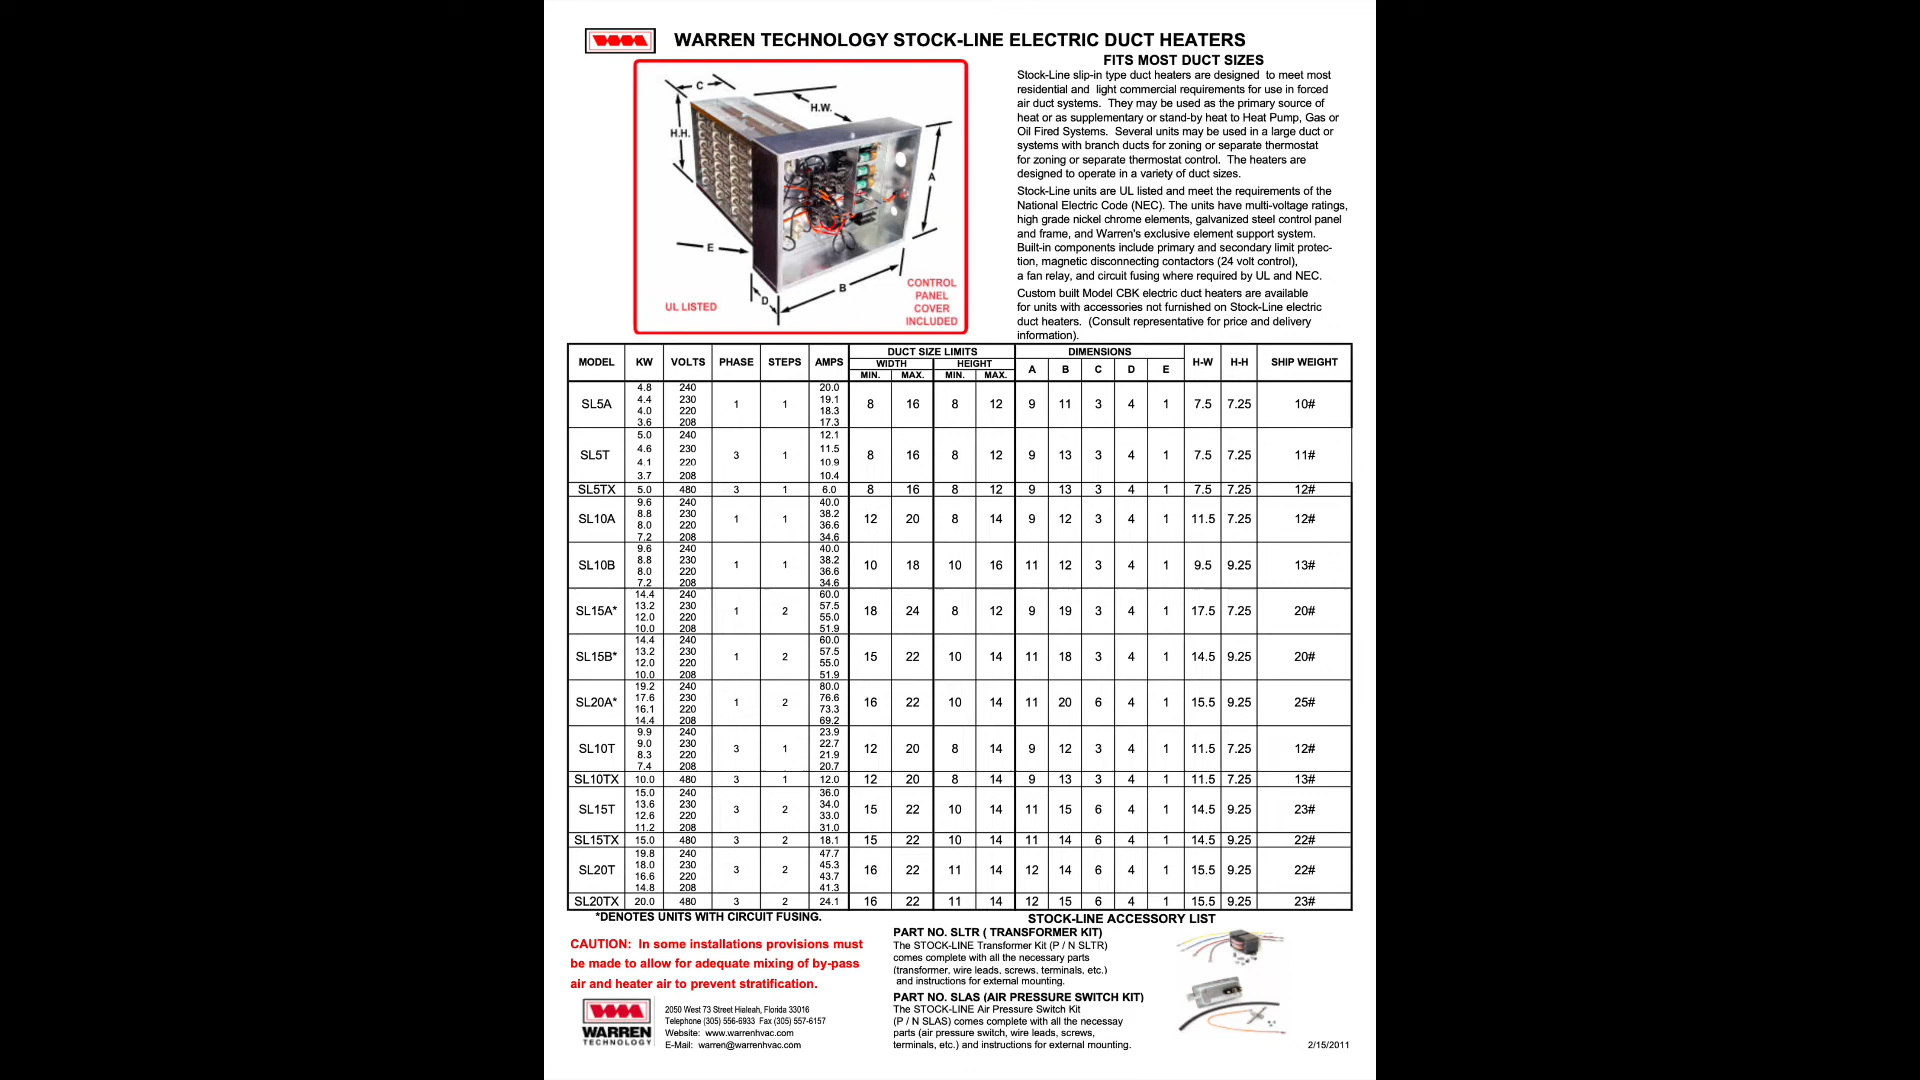 WARREN TECHNOLOGY STOCK-LINE ELECTRIC DUCT HEATERS
FITS MOST DUCT SIZES
Stock-Line slip-in type duct heaters are designed to meet most
residential and light commercial requirements for use in forced
air duct systems. They may be used as the primary source of
heat or as supplementary or stand-by heat to Heat Pump, Gas or
Oil Fired Systems. Several units may be used in a large duct or
systems with branch ducts for zoning or separate thermostat
for zoning or separate thermostat control. The heaters are
designed to operate in a variety of duct sizes.
Stock-Line units are UL listed and meet the requirements of the
National Electric Code (NEC). The units have multi-voltage ratings,
high grade nickel chrome elements, galvanized steel control panel
and frame, and Warren's exclusive element support system.
Built-in components include primary and secondary limit protec-
tion, magnetic disconnecting contactors (24 volt control),
a fan relay, and circuit fusing where required by UL and NEC.
Custom built Model CBK electric duct heaters are available
for units with accessories not furnished on Stock-Line electric
duct heaters. (Consult representative for price and delivery
information).
C
H.W.
H.H.
A
E
B
D
UL LISTED
CONTROL
PANEL
COVER
INCLUDED
MODEL KW VOLTS PHASE STEPS AMPS DUCT SIZE LIMITS DIMENSIONS H-W H-H SHIP WEIGHT
WIDTH HEIGHT A B C D E
MIN. MAX. MIN. MAX.
4.8 240 20.0
4.4 230 19.1
SL5A 1 1 8 16 8 12 9 11 3 4 1 7.5 7.25 10#
4.0 220 18.3
3.6 208 17.3
5.0 240 12.1
4.6 230 11.5
SL5T 3 1 8 16 8 12 9 13 3 4 1 7.5 7.25 11#
4.1 220 10.9
3.7 208 10.4
SL5TX 5.0 480 3 1 6.0 8 16 8 12 9 13 3 4 1 7.5 7.25 12#
9.6 240 40.0
8.8 230 38.2
SL10A 1 1 12 20 8 14 9 12 3 4 1 11.5 7.25 12#
8.0 220 36.6
7.2 208 34.6
9.6 240 40.0
8.8 230 38.2
SL10B 1 1 10 18 10 16 11 12 3 4 1 9.5 9.25 13#
8.0 220 36.6
7.2 208 34.6
14.4 240 60.0
13.2 230 57.5
SL15A* 1 2 18 24 8 12 9 19 3 4 1 17.5 7.25 20#
12.0 220 55.0
10.0 208 51.9
14.4 240 60.0
13.2 230 57.5
SL15B* 1 2 15 22 10 14 11 18 3 4 1 14.5 9.25 20#
12.0 220 55.0
10.0 208 51.9
19.2 240 80.0
17.6 230 76.6
SL20A* 1 2 16 22 10 14 11 20 6 4 1 15.5 9.25 25#
16.1 220 73.3
14.4 208 69.2
9.9 240 23.9
9.0 230 22.7
SL10T 3 1 12 20 8 14 9 12 3 4 1 11.5 7.25 12#
8.3 220 21.9
7.4 208 20.7
SL10TX 10.0 480 3 1 12.0 12 20 8 14 9 13 3 4 1 11.5 7.25 13#
15.0 240 36.0
13.6 230 34.0
SL15T 3 2 15 22 10 14 11 15 6 4 1 14.5 9.25 23#
12.6 220 33.0
11.2 208 31.0
SL15TX 15.0 480 3 2 18.1 15 22 10 14 11 14 6 4 1 14.5 9.25 22#
19.8 240 47.7
18.0 230 45.3
SL20T 3 2 16 22 11 14 12 14 6 4 1 15.5 9.25 22#
16.6 220 43.7
14.8 208 41.3
SL20TX 20.0 480 3 2 24.1 16 22 11 14 12 15 6 4 1 15.5 9.25 23#
*DENOTES UNITS WITH CIRCUIT FUSING.
CAUTION: In some installations provisions must
be made to allow for adequate mixing of by-pass
air and heater air to prevent stratification.
WARREN
TECHNOLOGY
2050 West 73 Street Hialeah, Florida 33016
Telephone (305) 556-6933 Fax (305) 557-6157
Website: www.warrenhvac.com
E-Mail: warren@warrenhvac.com
STOCK-LINE ACCESSORY LIST
PART NO. SLTR ( TRANSFORMER KIT)
The STOCK-LINE Transformer Kit (P / N SLTR)
comes complete with all the necessary parts
(transformer, wire leads, screws, terminals, etc.)
and instructions for external mounting.
PART NO. SLAS (AIR PRESSURE SWITCH KIT)
The STOCK-LINE Air Pressure Switch Kit
(P / N SLAS) comes complete with all the necessay
parts (air pressure switch, wire leads, screws,
terminals, etc.) and instructions for external mounting.
2/15/2011